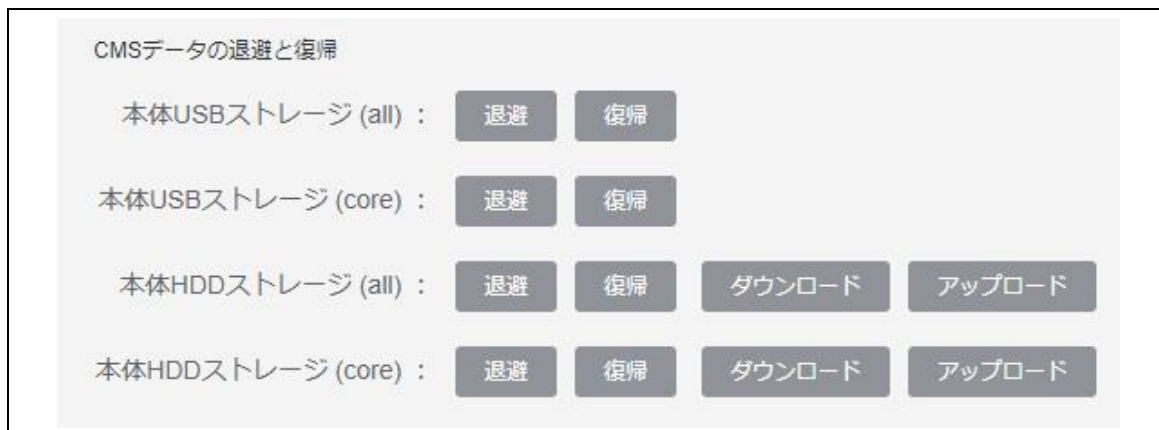 CMSデータの退避と復帰
本体USBストレージ (all) : 退避 復帰
本体USBストレージ (core) : 退避 復帰
本体HDDストレージ (all) : 退避 復帰 ダウンロード アップロード
本体HDDストレージ (core) : 退避 復帰 ダウンロード アップロード